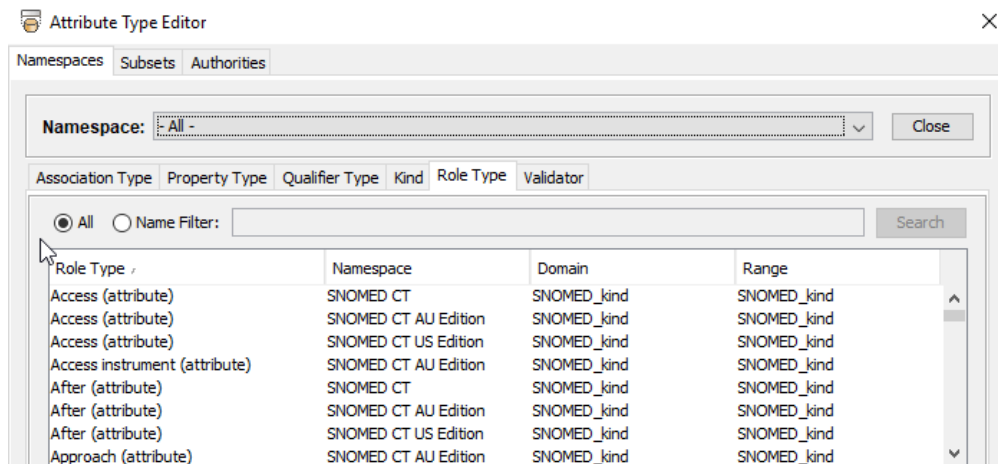 Attribute Type Editor
Namespaces Subsets Authorities
Namespace: - All - Close
Association Type Property Type Qualifier Type Kind Role Type Validator
All Name Filter: Search
Role Type Namespace Domain Range
Access (attribute) SNOMED CT SNOMED_kind SNOMED_kind
Access (attribute) SNOMED CT AU Edition SNOMED_kind SNOMED_kind
Access (attribute) SNOMED CT US Edition SNOMED_kind SNOMED_kind
Access instrument (attribute) SNOMED CT AU Edition SNOMED_kind SNOMED_kind
After (attribute) SNOMED CT SNOMED_kind SNOMED_kind
After (attribute) SNOMED CT AU Edition SNOMED_kind SNOMED_kind
After (attribute) SNOMED CT US Edition SNOMED_kind SNOMED_kind
Approach (attribute) SNOMED CT AU Edition SNOMED_kind SNOMED_kind